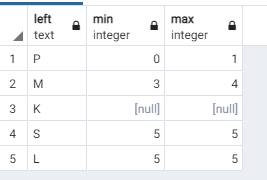 left min max
text integer integer
1 P 0 1
2 M 3 4
3 K [null] [null]
4 S 5 5
5 L 5 5